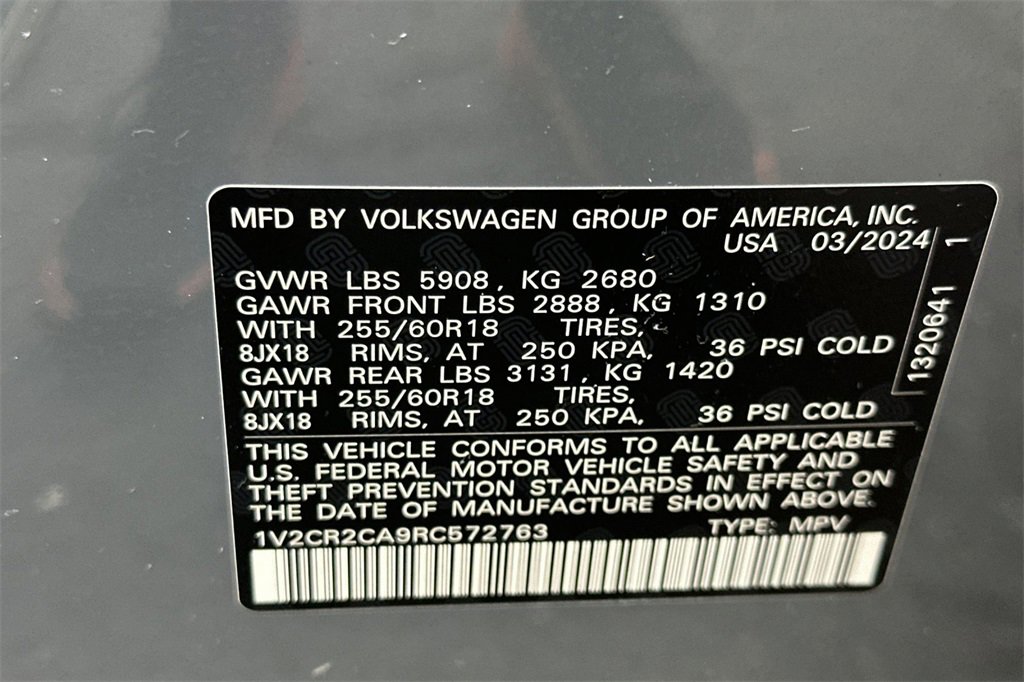 MFD BY VOLKSWAGEN GROUP OF AMERICA, INC.
USA 03/2024
GVWR LBS 5908, KG 2680
GAWR FRONT LBS 2888, KG 1310
WITH 255/60R18 TIRES,
8JX18 RIMS, AT 250 KPA, 36 PSI COLD
GAWR REAR LBS 3131, KG 1420
WITH 255/60R18 TIRES,
8JX18 RIMS, AT 250 KPA, 36 PSI COLD
1320641 1
THIS VEHICLE CONFORMS TO ALL APPLICABLE
U.S. FEDERAL MOTOR VEHICLE SAFETY AND
THEFT PREVENTION STANDARDS IN EFFECT ON
THE DATE OF MANUFACTURE SHOWN ABOVE.
1V2CR2CA9RC572763 TYPE: MPV